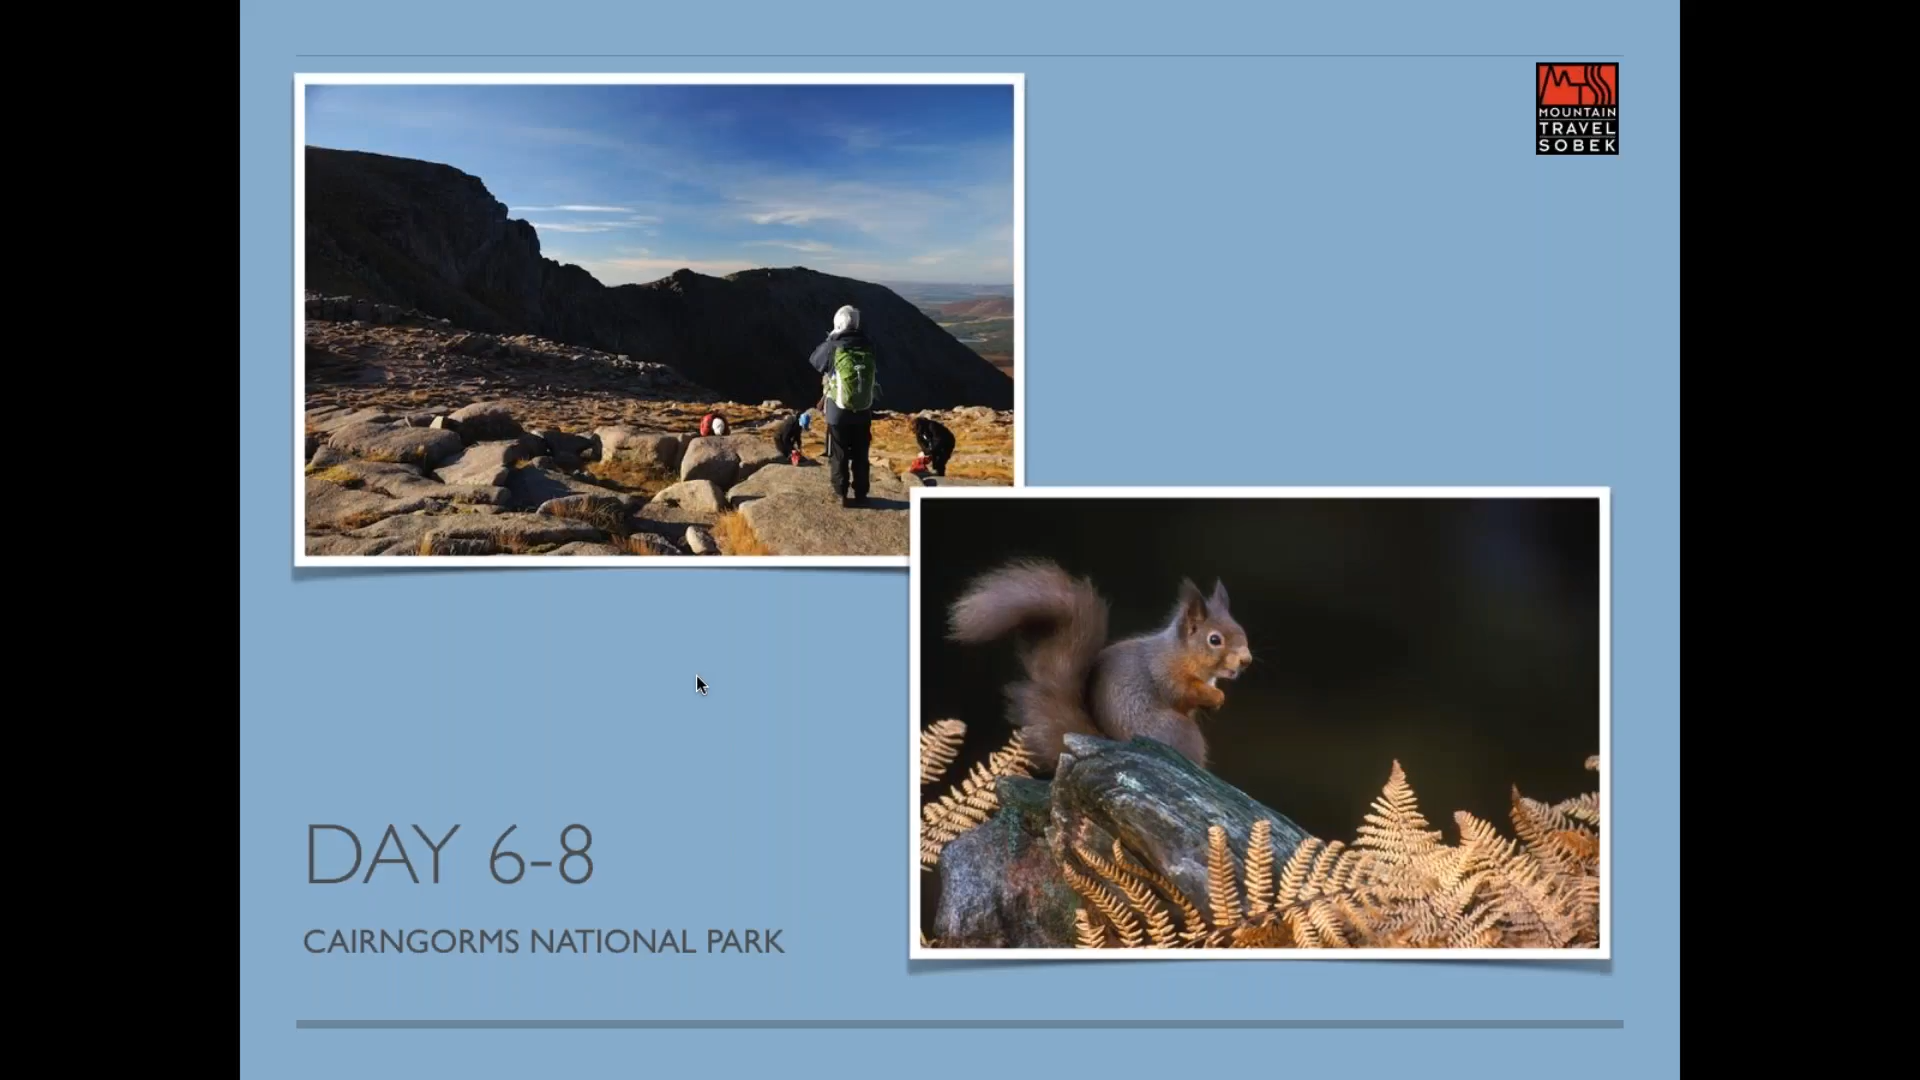 MOUNTAIN
TRAVEL
SOBEK
DAY 6-8
CAIRNGORMS NATIONAL PARK